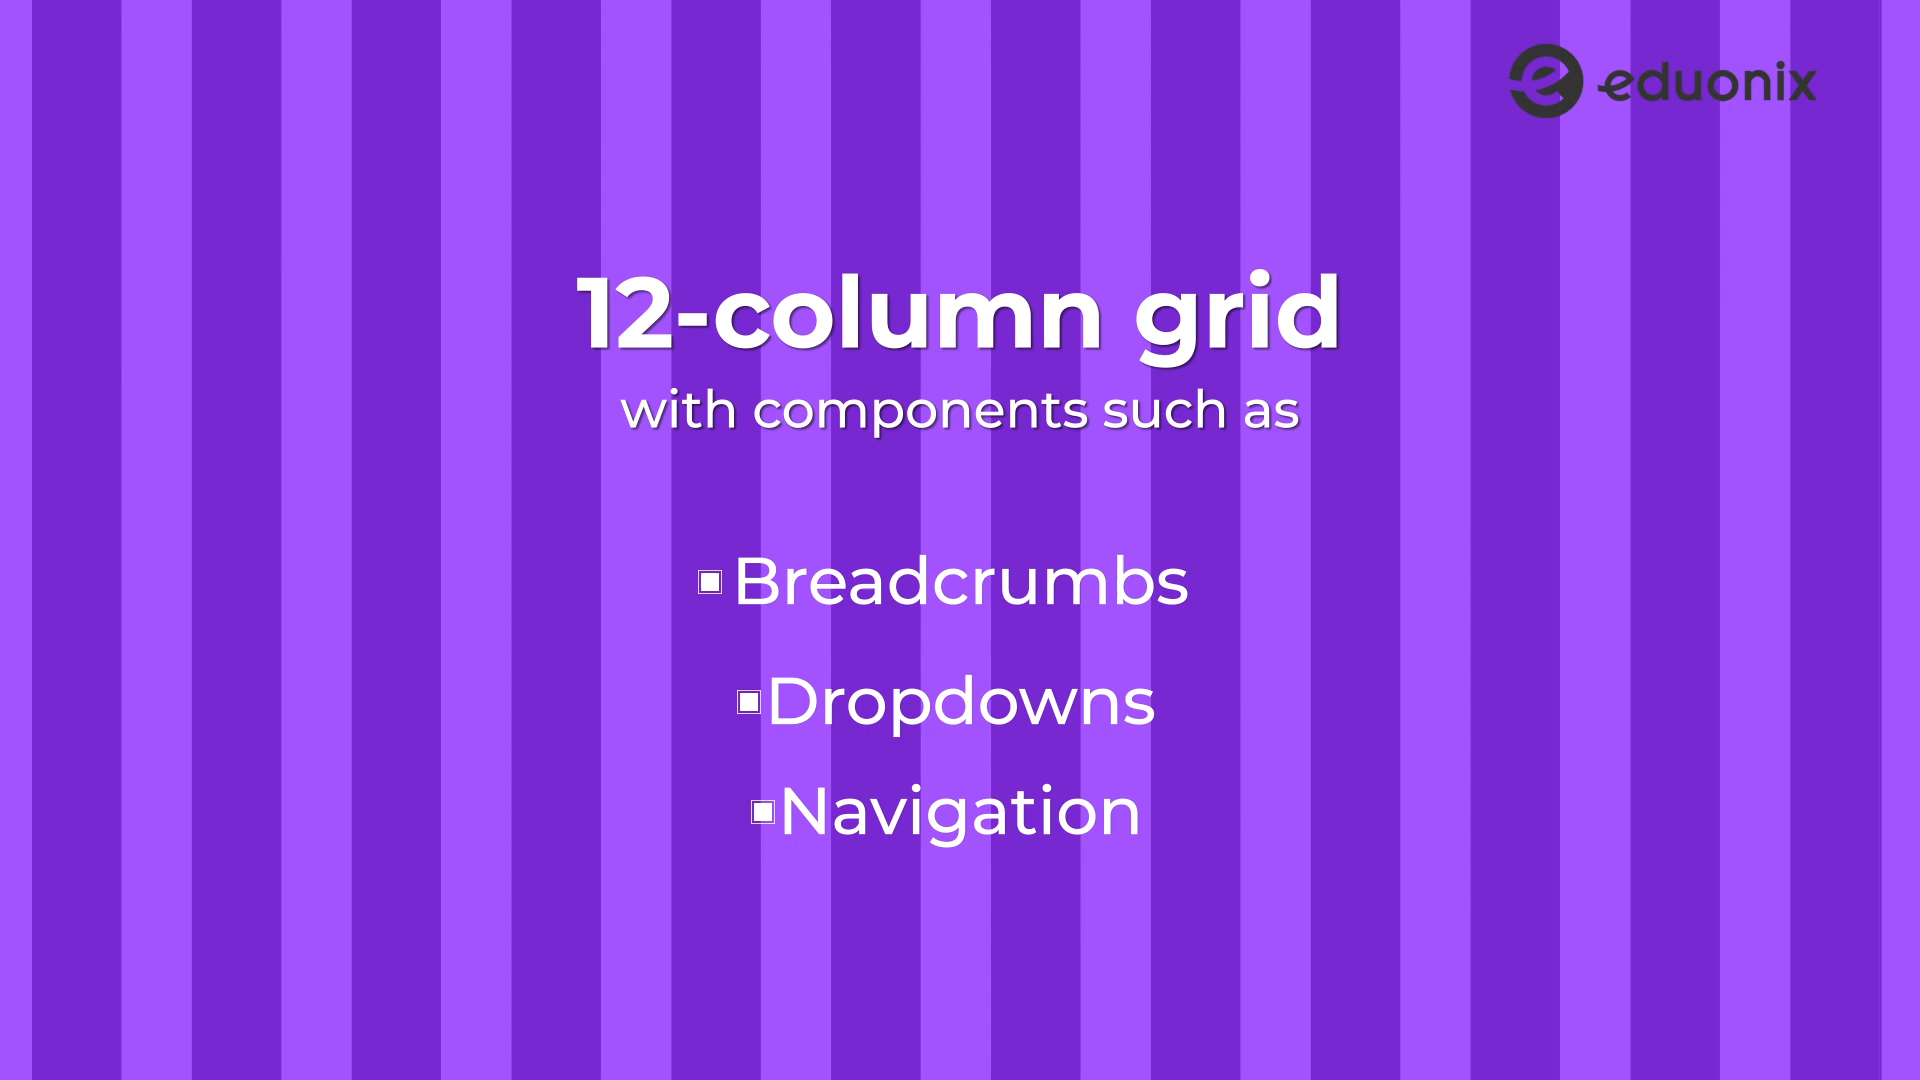 eduonix
12-column grid
with components such as
▣ Breadcrumbs
▣ Dropdowns
▣ Navigation